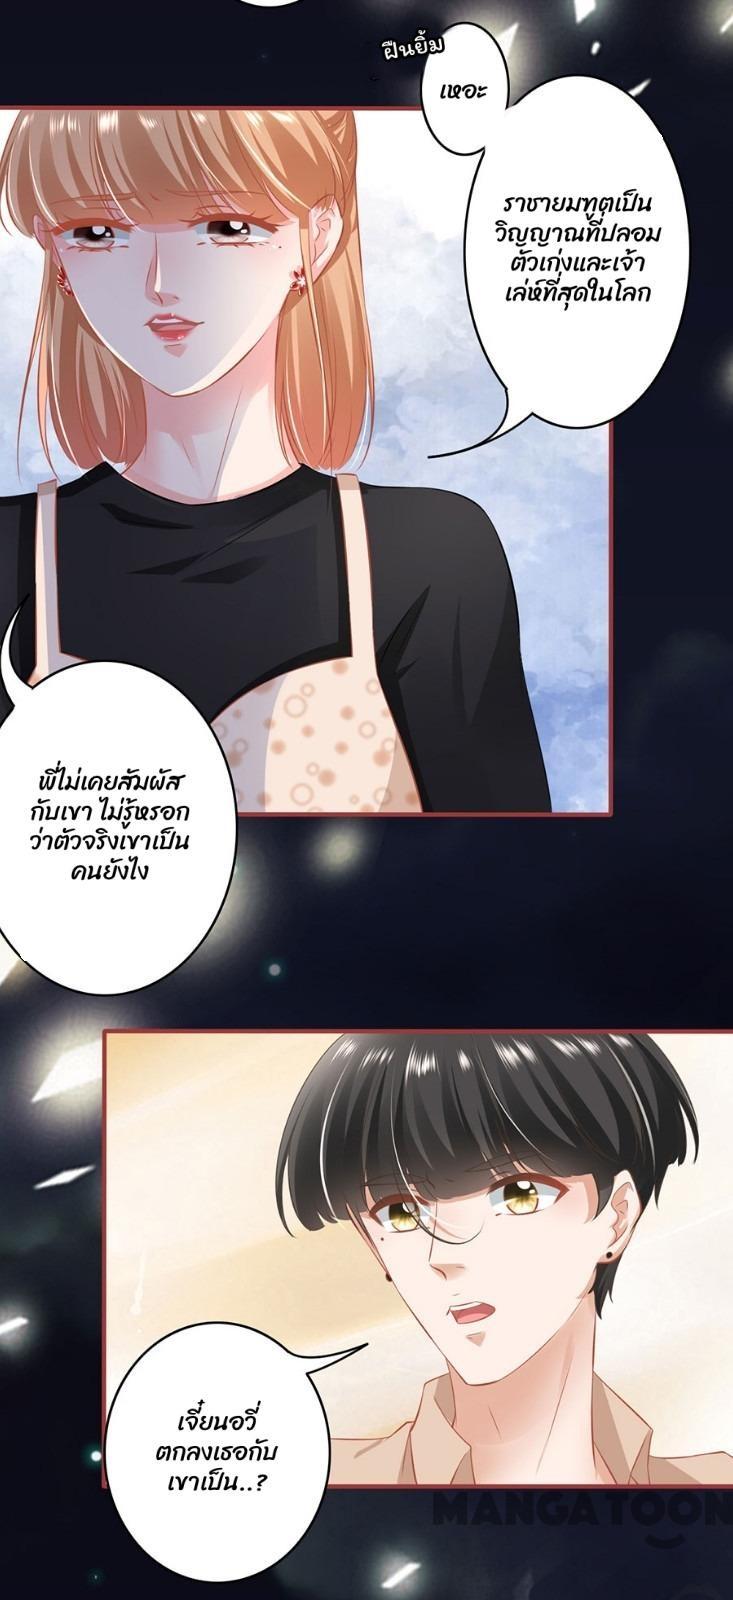 ฝืนยิ้ม
เหอะ
ราชายมทูตเป็น
วิญญาณที่ปลอม
ตัวเก่งและเจ้า
เล่ห์ที่สุดในโลก
พี่ไม่เคยสัมผัส
กับเขา ไม่รู้หรอก
ว่าตัวจริงเขาเป็น
คนยังไง
เจี๋ยนอวี่
ตกลงเธอกับ
เขาเป็น..?
MANGATOON